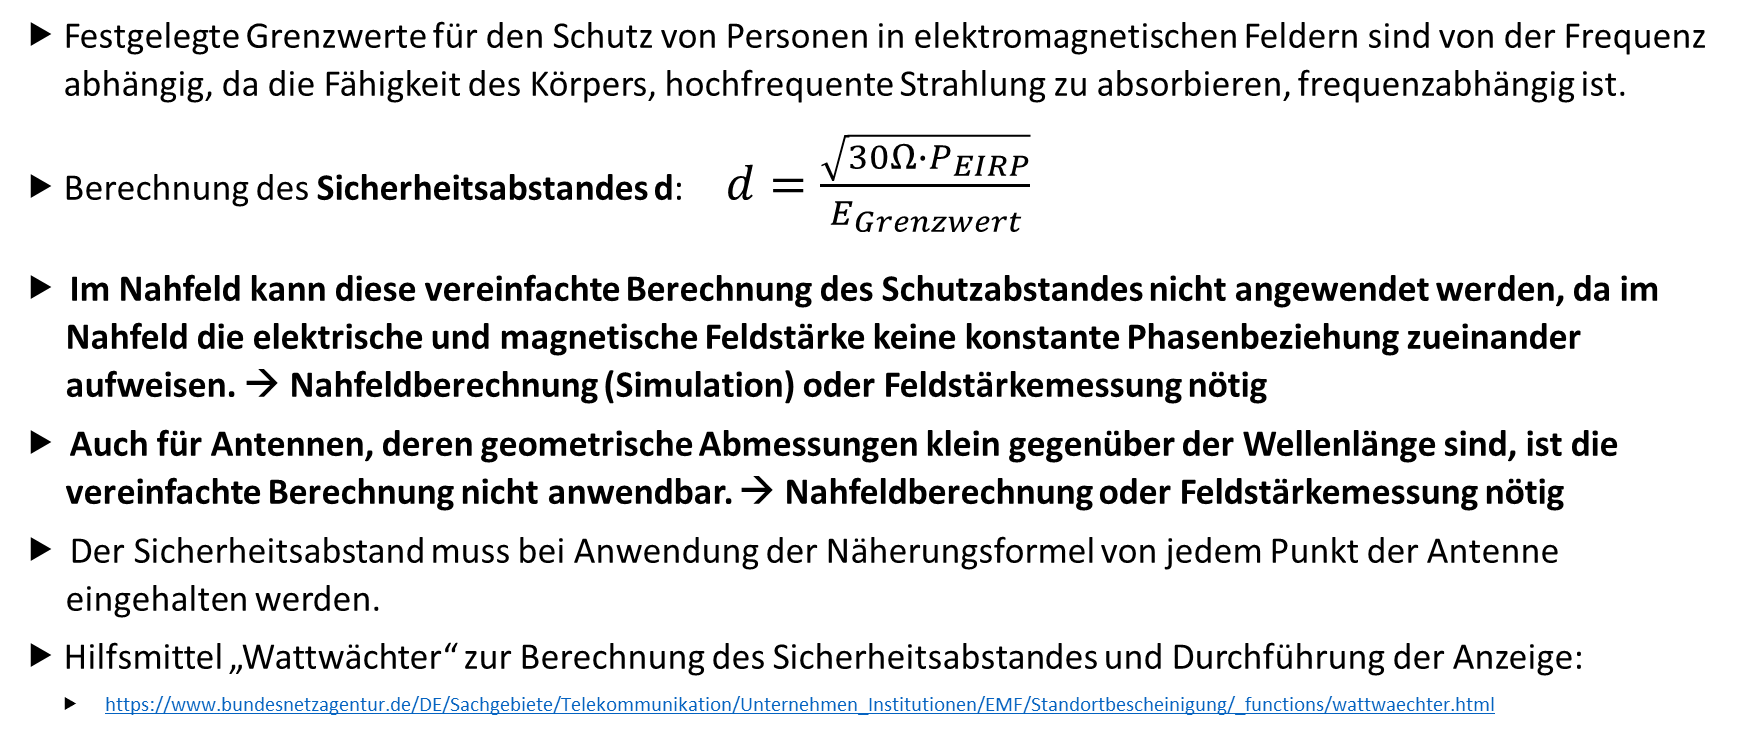 ▶ Festgelegte Grenzwerte für den Schutz von Personen in elektromagnetischen Feldern sind von der Frequenz
abhängig, da die Fähigkeit des Körpers, hochfrequente Strahlung zu absorbieren, frequenzabhängig ist.
▶ Berechnung des Sicherheitsabstandes d: d = √(30Ω·P_EIRP) / E_Grenzwert
▶ Im Nahfeld kann diese vereinfachte Berechnung des Schutzabstandes nicht angewendet werden, da im
Nahfeld die elektrische und magnetische Feldstärke keine konstante Phasenbeziehung zueinander
aufweisen. → Nahfeldberechnung (Simulation) oder Feldstärkemessung nötig
▶ Auch für Antennen, deren geometrische Abmessungen klein gegenüber der Wellenlänge sind, ist die
vereinfachte Berechnung nicht anwendbar. → Nahfeldberechnung oder Feldstärkemessung nötig
▶ Der Sicherheitsabstand muss bei Anwendung der Näherungsformel von jedem Punkt der Antenne
eingehalten werden.
▶ Hilfsmittel „Wattwächter“ zur Berechnung des Sicherheitsabstandes und Durchführung der Anzeige:
▶ https://www.bundesnetzagentur.de/DE/Sachgebiete/Telekommunikation/Unternehmen_Institutionen/EMF/Standortbescheinigung/_functions/wattwaechter.html